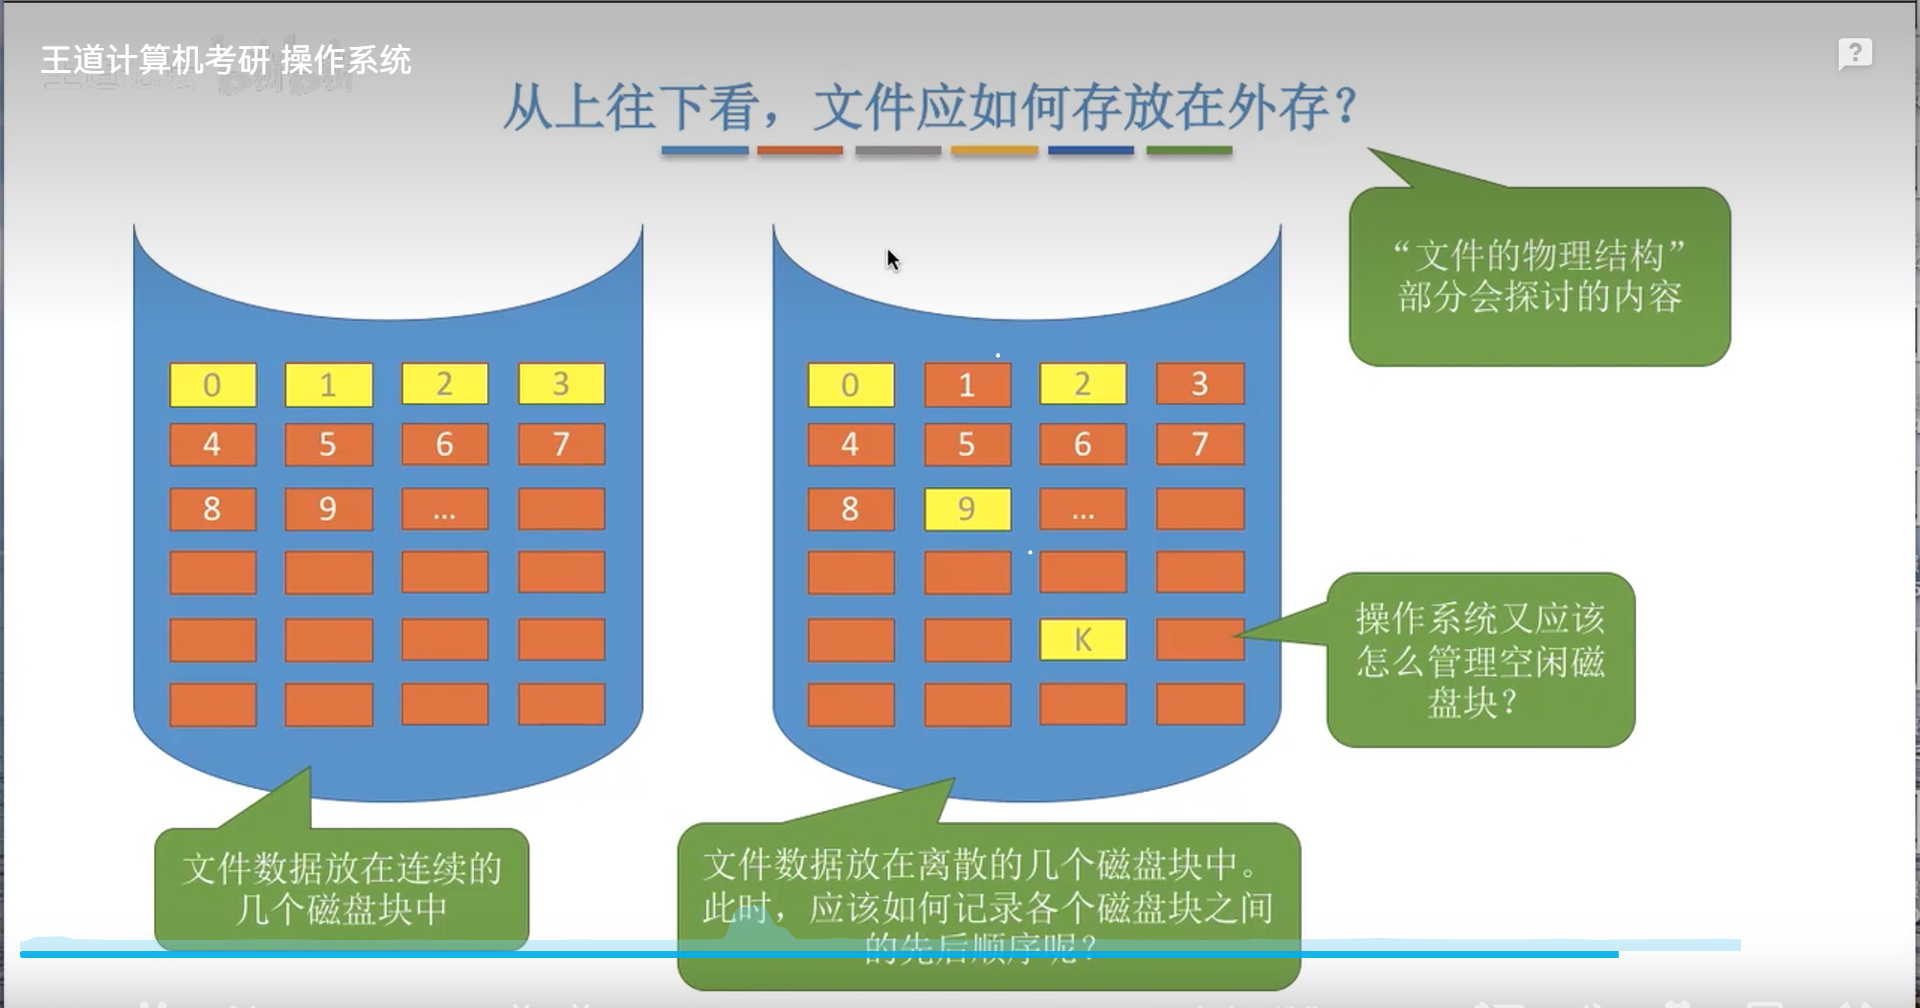 王道计算机考研 操作系统
从上往下看，文件应如何存放在外存？
“文件的物理结构”
部分会探讨的内容
0 1 2 3
4 5 6 7
8 9 ...
0 1 2 3
4 5 6 7
8 9 ...
K
操作系统又应该
怎么管理空闲磁
盘块？
文件数据放在连续的
几个磁盘块中
文件数据放在离散的几个磁盘块中。
此时，应该如何记录各个磁盘块之间
的先后顺序呢？